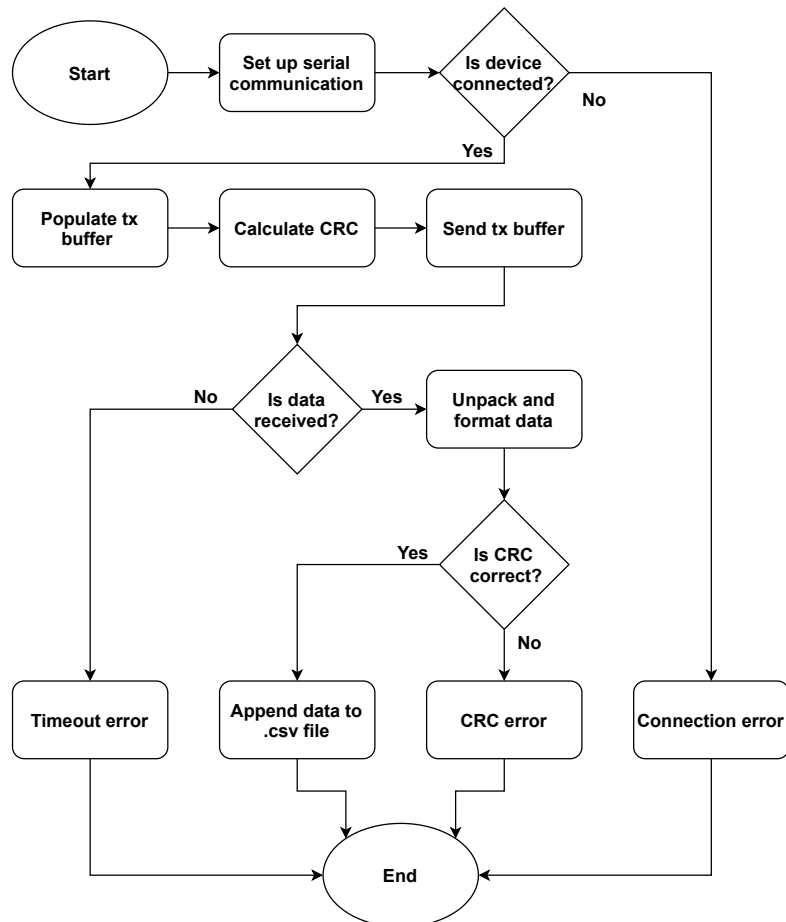 Start
Set up serial
communication
Is device
connected?
No
Yes
Populate tx
buffer
Calculate CRC
Send tx buffer
No
Is data
received?
Yes
Unpack and
format data
Yes
Is CRC
correct?
No
Timeout error
Append data to
.csv file
CRC error
Connection error
End